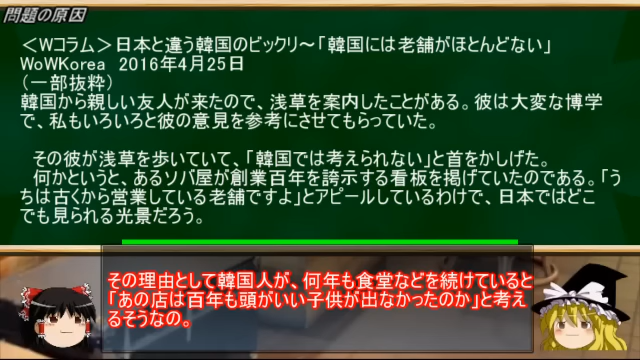 問題の原因
＜Wコラム＞日本と違う韓国のビックリ～「韓国には老舗がほとんどない」
WoWKorea　2016年4月25日
（一部抜粋）
韓国から親しい友人が来たので、浅草を案内したことがある。彼は大変な博学
で、私もいろいろと彼の意見を参考にさせてもらっていた。
その彼が浅草を歩いていて、「韓国では考えられない」と首をかしげた。
何かというと、あるソバ屋が創業百年を誇示する看板を掲げていたのである。「う
ちは古くから営業している老舗ですよ」とアピールしているわけで、日本ではどこ
でも見られる光景だろう。
その理由として韓国人が、何年も食堂などを続けていると
「あの店は百年も頭がいい子供が出なかったのか」と考え
るそうなの。